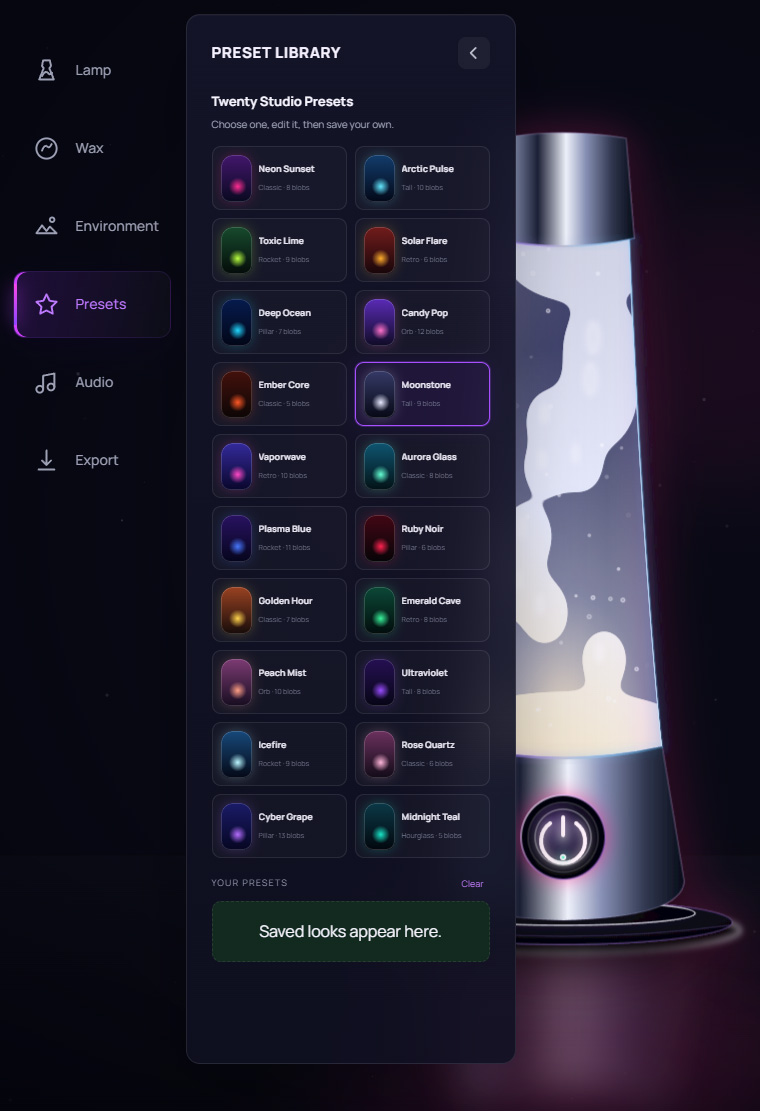 Lamp
Wax
Environment
Presets
Audio
Export
PRESET LIBRARY
Twenty Studio Presets
Choose one, edit it, then save your own.
Neon Sunset
Classic · 8 blobs
Arctic Pulse
Tall · 10 blobs
Toxic Lime
Rocket · 9 blobs
Solar Flare
Retro · 6 blobs
Deep Ocean
Pillar · 7 blobs
Candy Pop
Orb · 12 blobs
Ember Core
Classic · 5 blobs
Moonstone
Tall · 9 blobs
Vaporwave
Retro · 10 blobs
Aurora Glass
Classic · 8 blobs
Plasma Blue
Rocket · 11 blobs
Ruby Noir
Pillar · 6 blobs
Golden Hour
Classic · 7 blobs
Emerald Cave
Retro · 8 blobs
Peach Mist
Orb · 10 blobs
Ultraviolet
Tall · 8 blobs
Icefire
Rocket · 9 blobs
Rose Quartz
Classic · 6 blobs
Cyber Grape
Pillar · 13 blobs
Midnight Teal
Hourglass · 5 blobs
YOUR PRESETS
Clear
Saved looks appear here.